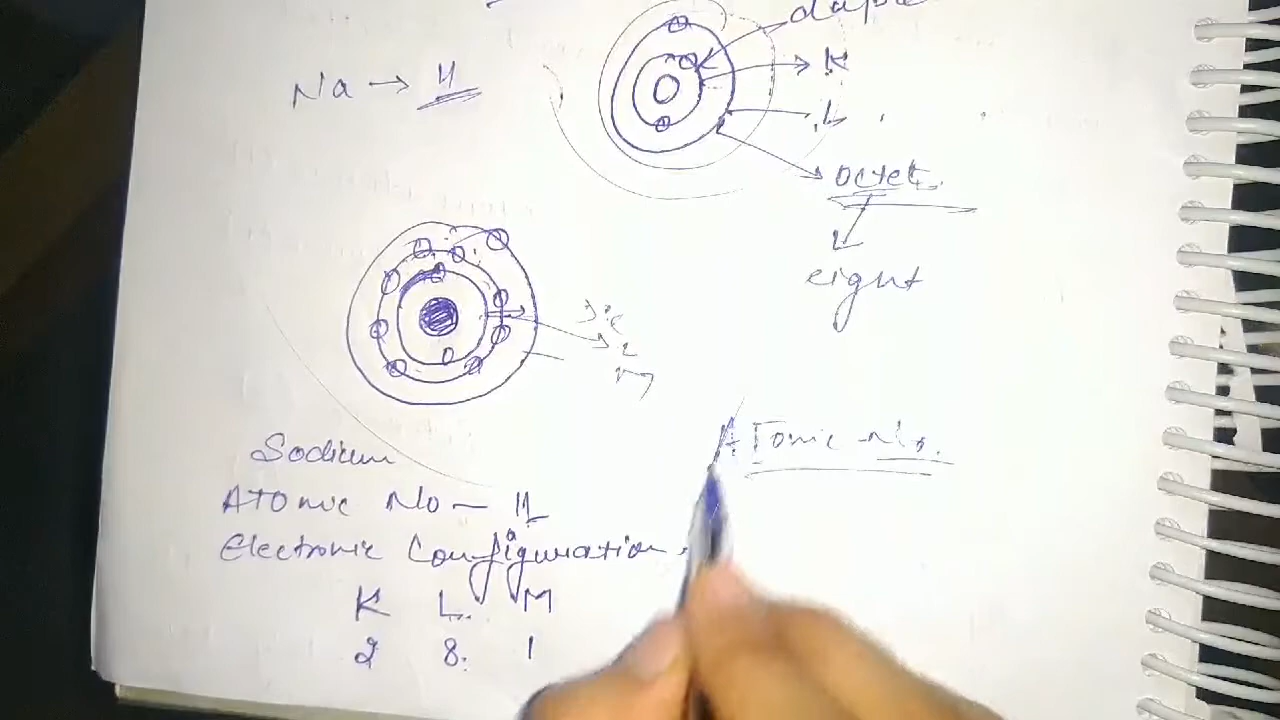 Na → 11
K
L
octet
eight
K
L
M
Sodium
Atomic No.
Atomic No - 11
Electronic Configuration
K L M
2 8. 1